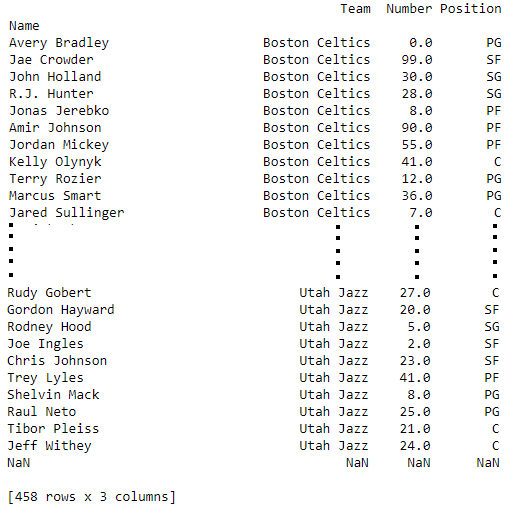 Team Number Position
Name
Avery Bradley Boston Celtics 0.0 PG
Jae Crowder Boston Celtics 99.0 SF
John Holland Boston Celtics 30.0 SG
R.J. Hunter Boston Celtics 28.0 SG
Jonas Jerebko Boston Celtics 8.0 PF
Amir Johnson Boston Celtics 90.0 PF
Jordan Mickey Boston Celtics 55.0 PF
Kelly Olynyk Boston Celtics 41.0 C
Terry Rozier Boston Celtics 12.0 PG
Marcus Smart Boston Celtics 36.0 PG
Jared Sullinger Boston Celtics 7.0 C
Rudy Gobert Utah Jazz 27.0 C
Gordon Hayward Utah Jazz 20.0 SF
Rodney Hood Utah Jazz 5.0 SG
Joe Ingles Utah Jazz 2.0 SF
Chris Johnson Utah Jazz 23.0 SF
Trey Lyles Utah Jazz 41.0 PF
Shelvin Mack Utah Jazz 8.0 PG
Raul Neto Utah Jazz 25.0 PG
Tibor Pleiss Utah Jazz 21.0 C
Jeff Withey Utah Jazz 24.0 C
NaN NaN NaN NaN
[458 rows x 3 columns]